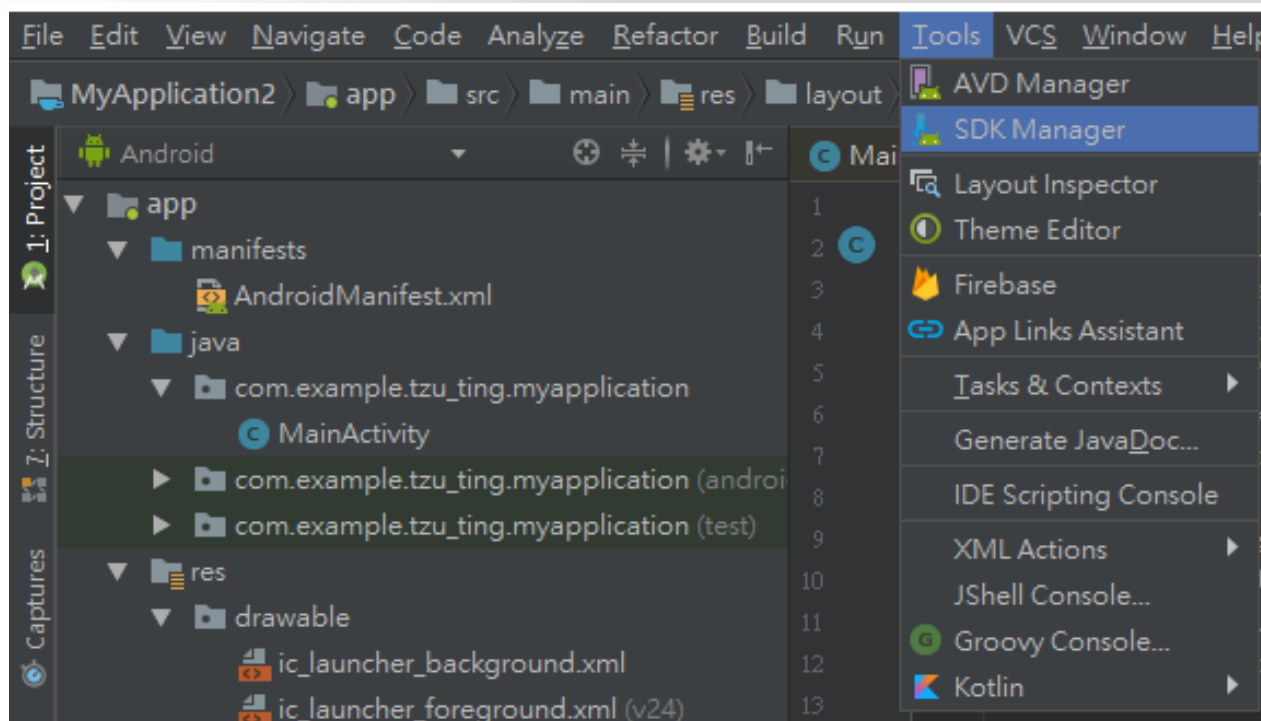 File Edit View Navigate Code Analyze Refactor Build Run Tools VCS Window Help
MyApplication2 app src main res layout
1: Project
7: Structure
Captures
Android
app
manifests
AndroidManifest.xml
java
com.example.tzu_ting.myapplication
MainActivity
com.example.tzu_ting.myapplication (androi
com.example.tzu_ting.myapplication (test)
res
drawable
ic_launcher_background.xml
ic_launcher_foreground.xml (v24)
Mai
1
2
3
4
5
6
7
8
9
10
11
12
13
AVD Manager
SDK Manager
Layout Inspector
Theme Editor
Firebase
App Links Assistant
Tasks & Contexts
Generate JavaDoc...
IDE Scripting Console
XML Actions
JShell Console...
Groovy Console...
Kotlin